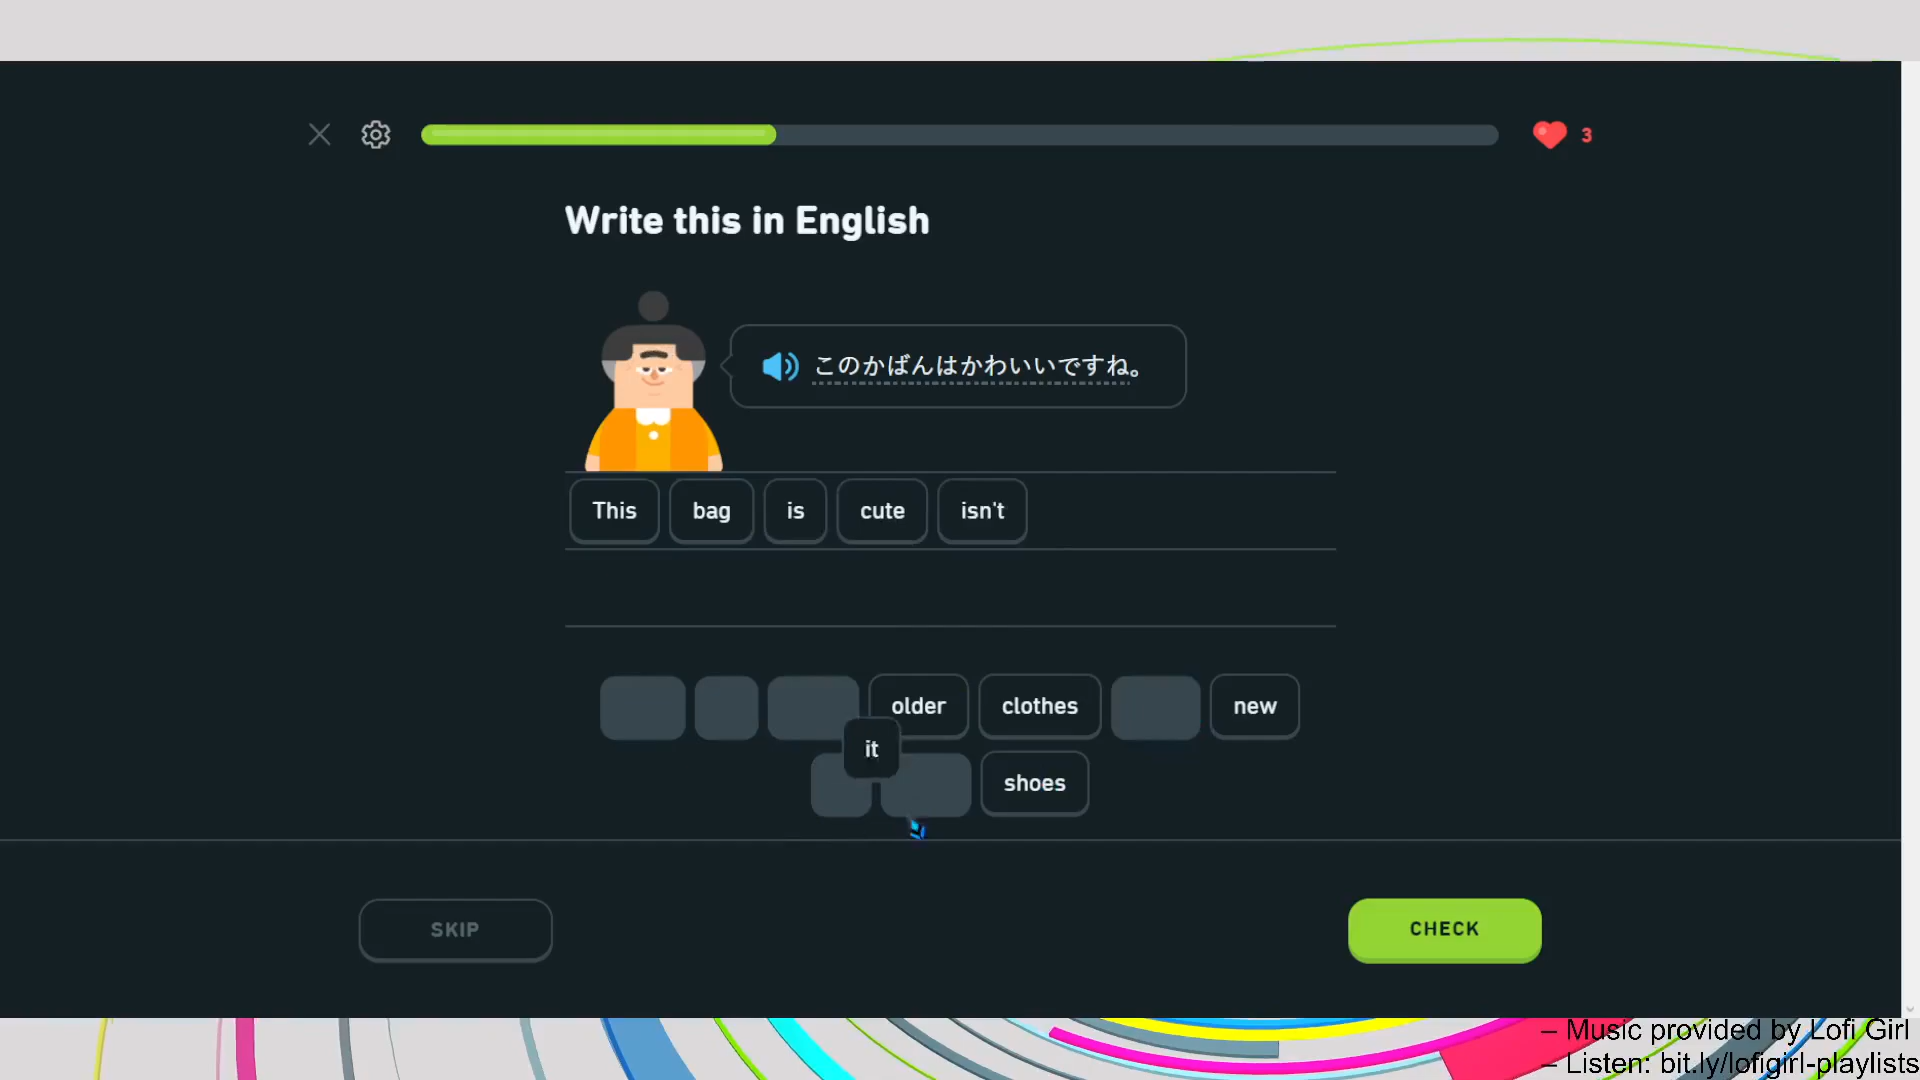 3
Write this in English
このかばんはかわいいですね。
This bag is cute isn't
older clothes new
it
shoes
SKIP CHECK
– Music provided by Lofi Girl
– Listen: bit.ly/lofigirl-playlists